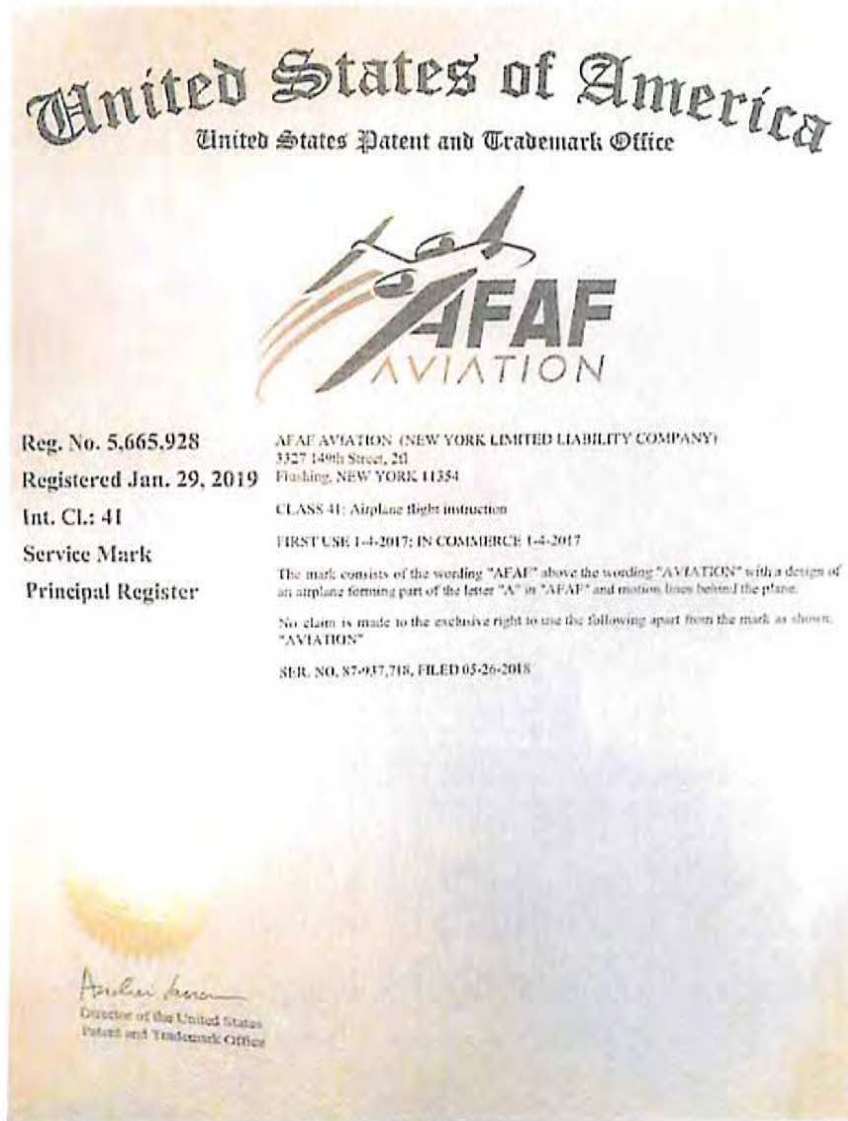 United States of America
United States Patent and Trademark Office
AFAF
AVIATION
Reg. No. 5,665,928
Registered Jan. 29, 2019
Int. Cl.: 41
Service Mark
Principal Register
AFAF AVIATION (NEW YORK LIMITED LIABILITY COMPANY)
3327 149th Street, 2fl
Flushing, NEW YORK 11354
CLASS 41: Airplane flight instruction
FIRST USE 1-4-2017; IN COMMERCE 1-4-2017
The mark consists of the wording "AFAF" above the wording "AVIATION" with a design of
an airplane forming part of the letter "A" in "AFAF" and motion lines behind the plane.
No claim is made to the exclusive right to use the following apart from the mark as shown:
"AVIATION"
SER. NO. 87-937,718, FILED 05-26-2018
Director of the United States
Patent and Trademark Office